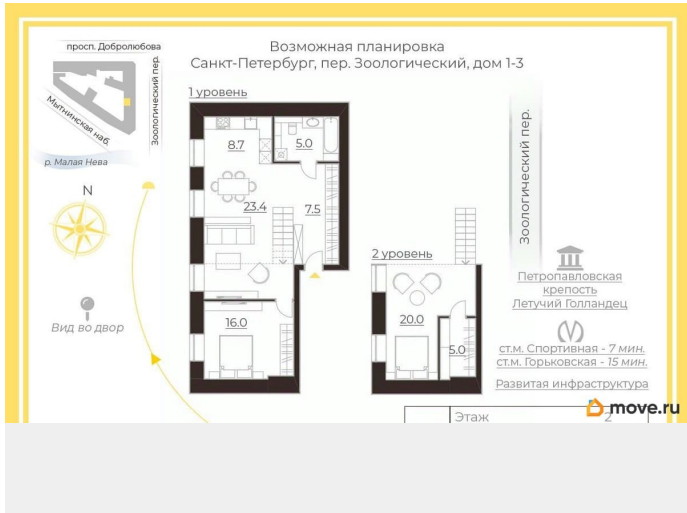 просп. Добролюбова
Возможная планировка
Санкт-Петербург, пер. Зоологический, дом 1-3
Зоологический пер.
Мытнинская наб.
р. Малая Нева
N
Вид во двор
1 уровень
8.7
5.0
23.4
7.5
16.0
2 уровень
20.0
5.0
Зоологический пер.
Петропавловская
крепость
Летучий Голландец
ст.м. Спортивная - 7 мин.
ст.м. Горьковская - 15 мин.
Развитая инфраструктура
Этаж 2
move.ru